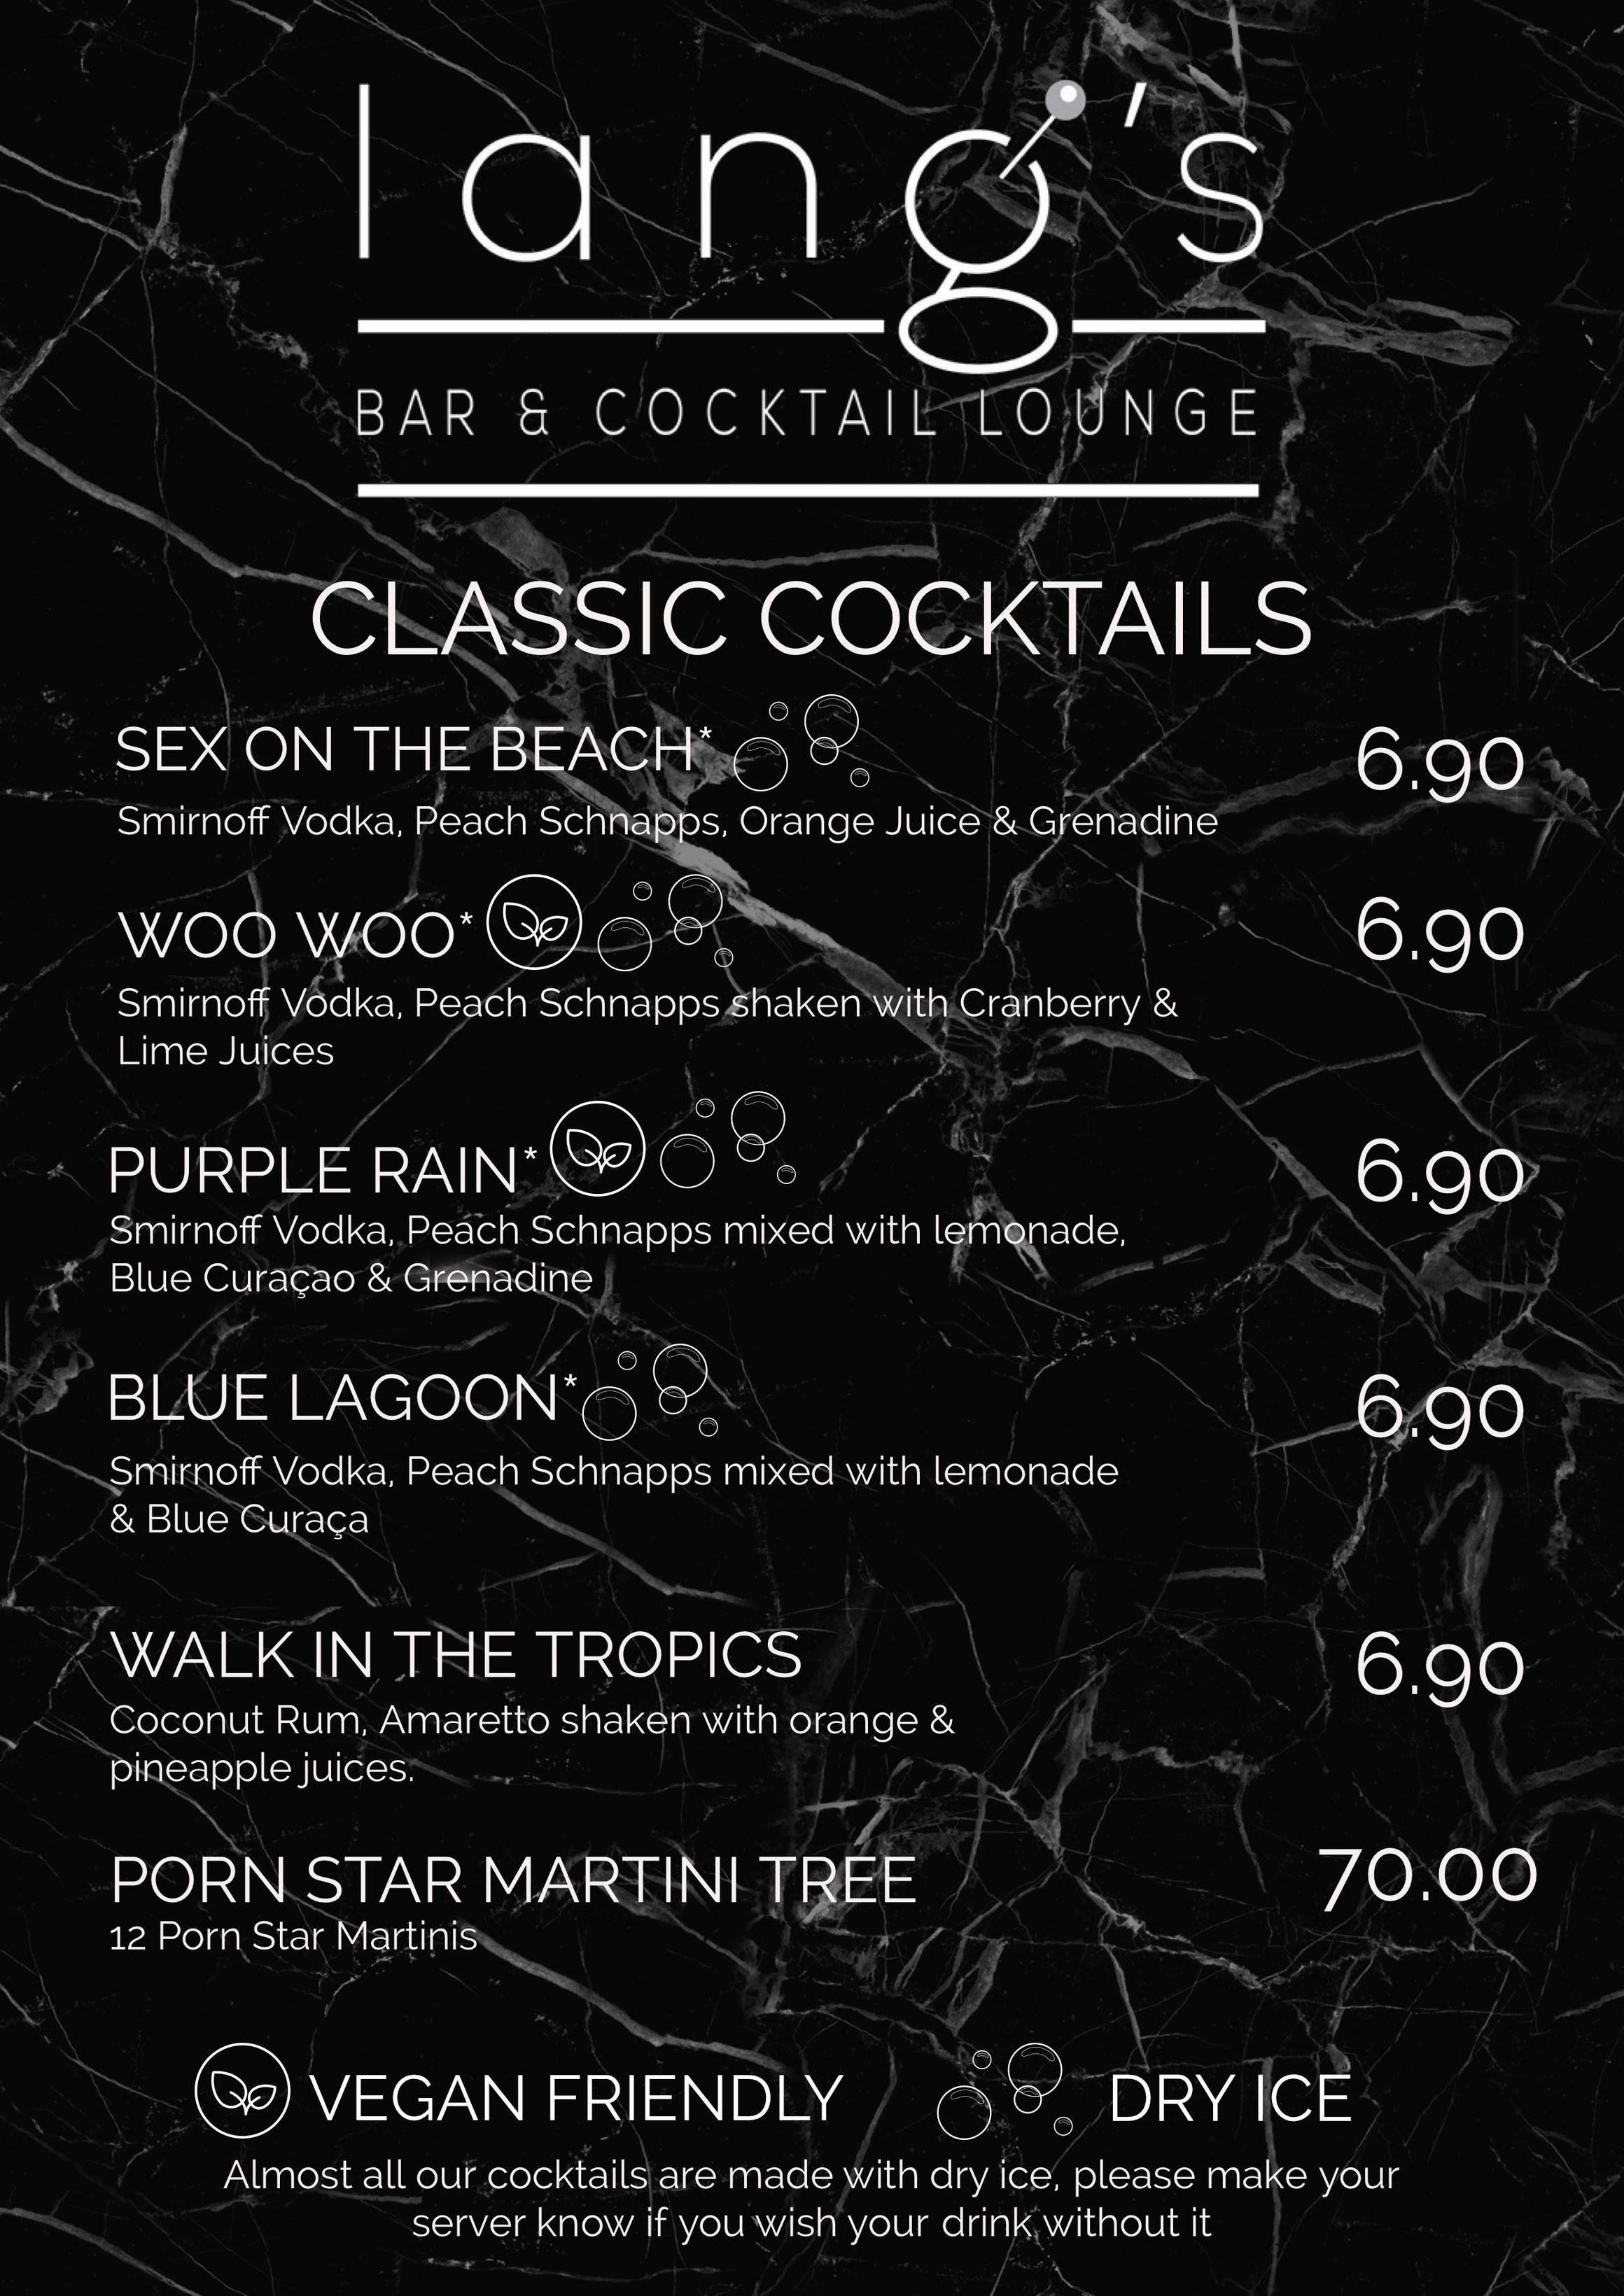 lang's
BAR & COCKTAIL LOUNGE
CLASSIC COCKTAILS
SEX ON THE BEACH* 6.90
Smirnoff Vodka, Peach Schnapps, Orange Juice & Grenadine
WOO WOO* 6.90
Smirnoff Vodka, Peach Schnapps shaken with Cranberry &
Lime Juices
PURPLE RAIN* 6.90
Smirnoff Vodka, Peach Schnapps mixed with lemonade,
Blue Curaçao & Grenadine
BLUE LAGOON* 6.90
Smirnoff Vodka, Peach Schnapps mixed with lemonade
& Blue Curaça
WALK IN THE TROPICS 6.90
Coconut Rum, Amaretto shaken with orange &
pineapple juices.
PORN STAR MARTINI TREE 70.00
12 Porn Star Martinis
VEGAN FRIENDLY DRY ICE
Almost all our cocktails are made with dry ice, please make your
server know if you wish your drink without it